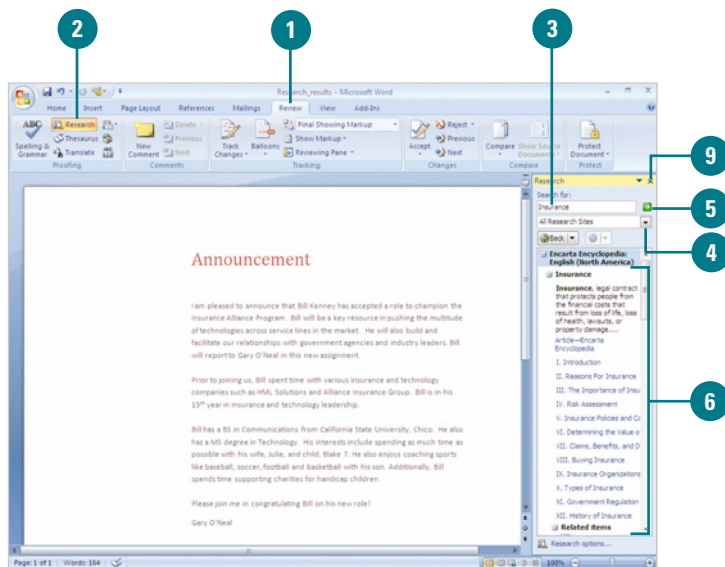 2
1
3
Research_results - Microsoft Word
Home Insert Page Layout References Mailings Review View Add-Ins
ABC
Spelling & Grammar
Research
Thesaurus
Translate
Proofing
New Comment
Delete
Previous
Next
Comments
Track Changes
Balloons
Final Showing Markup
Show Markup
Reviewing Pane
Tracking
Accept
Reject
Previous
Next
Changes
Compare
Show Source Documents
Compare
Protect Document
Protect
9
Research
Search for:
Insurance
5
All Research Sites
4
Back
Encarta Encyclopedia:
English (North America)
Insurance
Insurance, legal contract
that protects people from
the financial costs that
result from loss of life, loss
of health, lawsuits, or
property damage....
Article—Encarta
Encyclopedia
I. Introduction
II. Reasons For Insurance
III. The Importance of Insu
IV. Risk Assessment
V. Insurance Policies and Co
VI. Determining the Value o
VII. Claims, Benefits, and D
VIII. Buying Insurance
IX. Insurance Organizations
X. Types of Insurance
XI. Government Regulation
XII. History of Insurance
Related items
Research options...
6
Announcement
I am pleased to announce that Bill Kenney has accepted a role to champion the
Insurance Alliance Program. Bill will be a key resource in pushing the multitude
of technologies across service lines in the market. He will also build and
facilitate our relationships with government agencies and industry leaders. Bill
will report to Gary O'Neal in this new assignment.
Prior to joining us, Bill spent time with various insurance and technology
companies such as HML Solutions and Alliance Insurance Group. Bill is in his
15th year in insurance and technology leadership.
Bill has a BS in Communications from California State University, Chico. He also
has a MS degree in Technology. His interests include spending as much time as
possible with his wife, Julie, and child, Blake 7. He also enjoys coaching sports
like baseball, soccer, football and basketball with his son. Additionally, Bill
spends time supporting charities for handicap children.
Please join me in congratulating Bill on his new role!
Gary O'Neal
Page: 1 of 1 Words: 164
100%